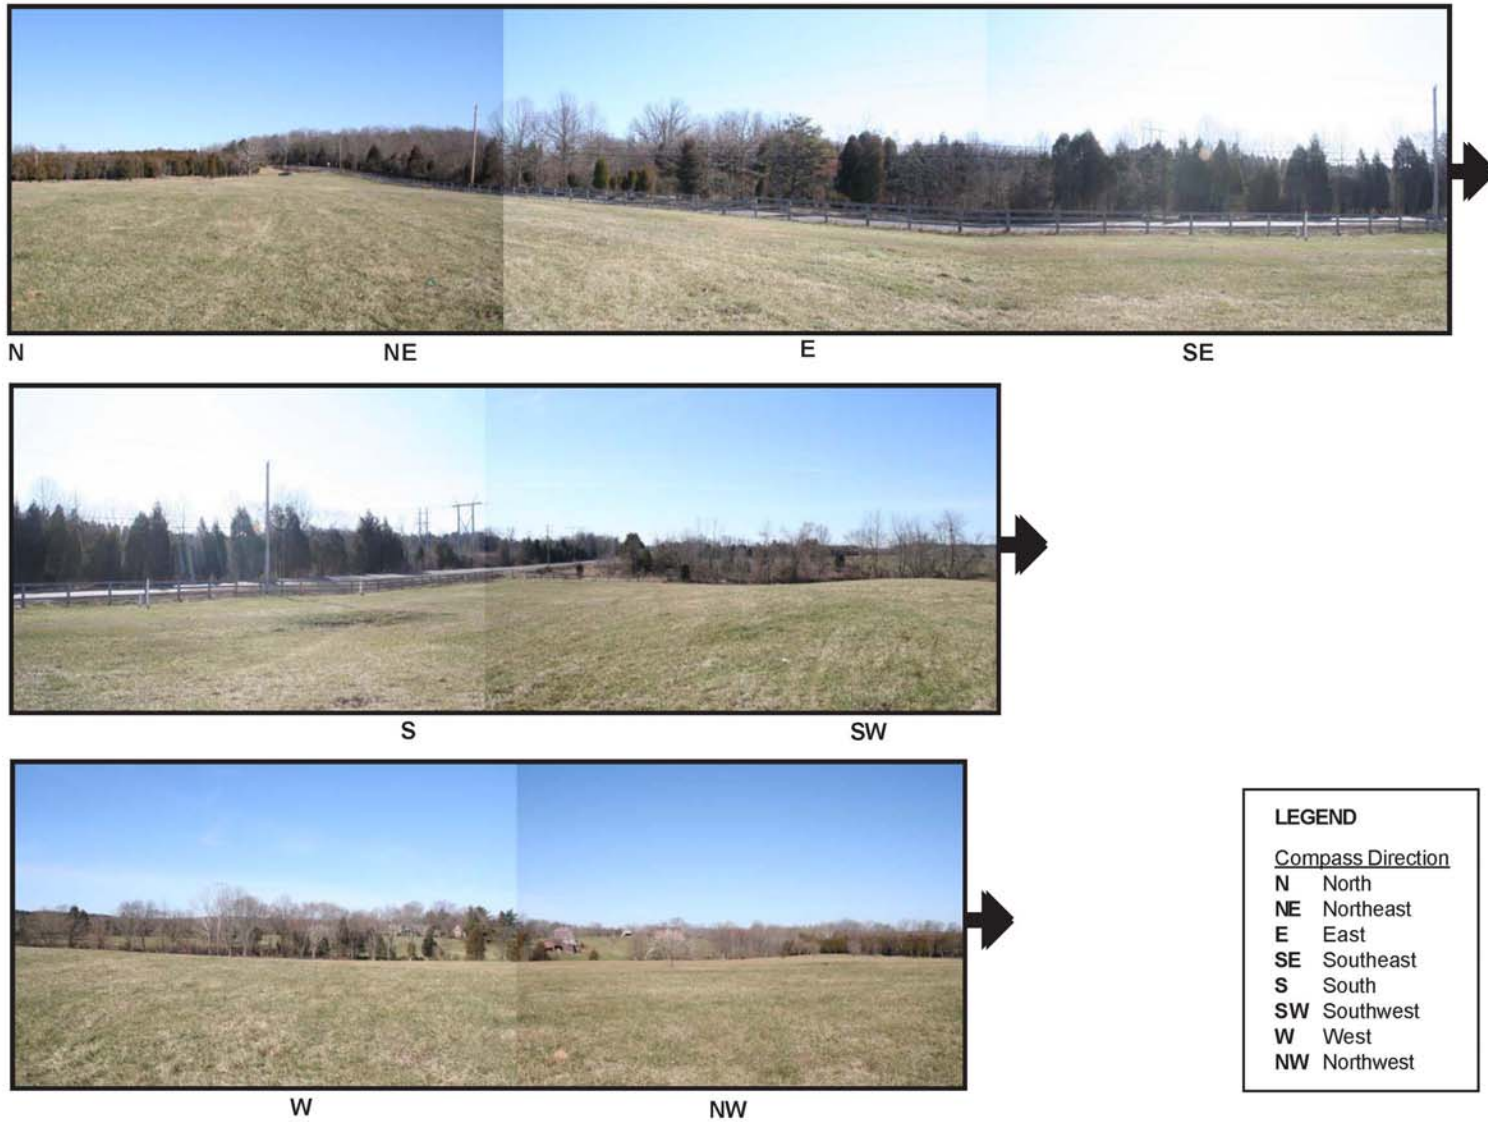 N NE E SE
S SW
W NW
LEGEND
Compass Direction
N North
NE Northeast
E East
SE Southeast
S South
SW Southwest
W West
NW Northwest